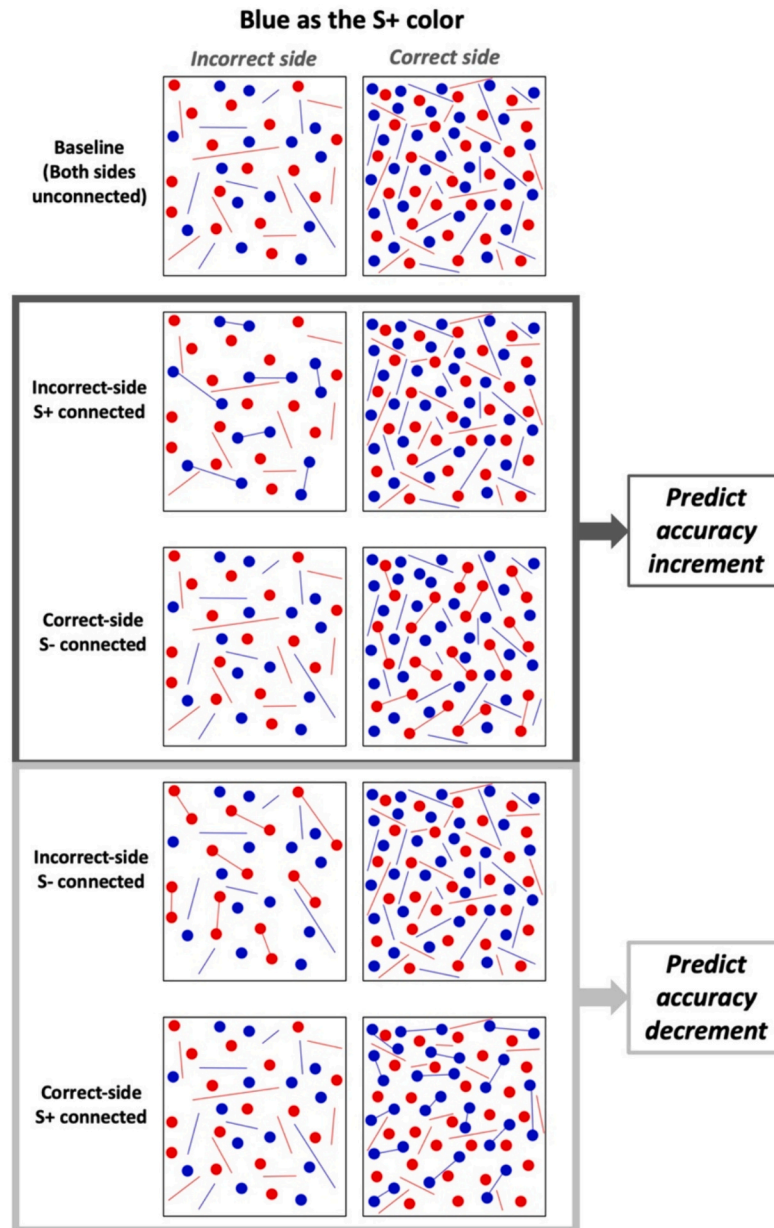 Blue as the S+ color
Incorrect side
Correct side
Baseline
(Both sides
unconnected)
Incorrect-side
S+ connected
Correct-side
S- connected
Predict
accuracy
increment
Incorrect-side
S- connected
Correct-side
S+ connected
Predict
accuracy
decrement